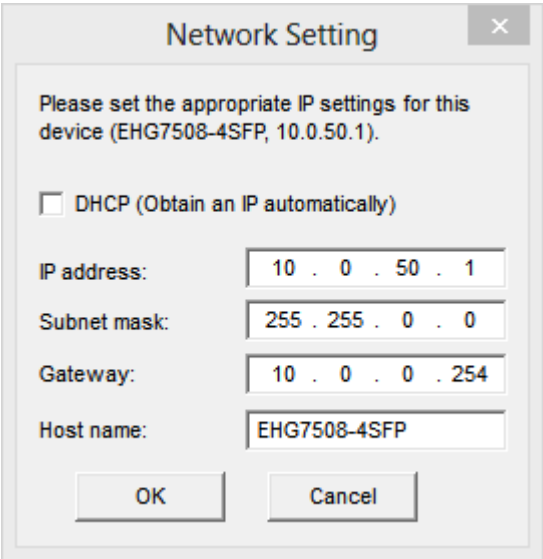 Network Setting
Please set the appropriate IP settings for this
device (EHG7508-4SFP, 10.0.50.1).
DHCP (Obtain an IP automatically)
IP address: 10 . 0 . 50 . 1
Subnet mask: 255 . 255 . 0 . 0
Gateway: 10 . 0 . 0 . 254
Host name: EHG7508-4SFP
OK Cancel